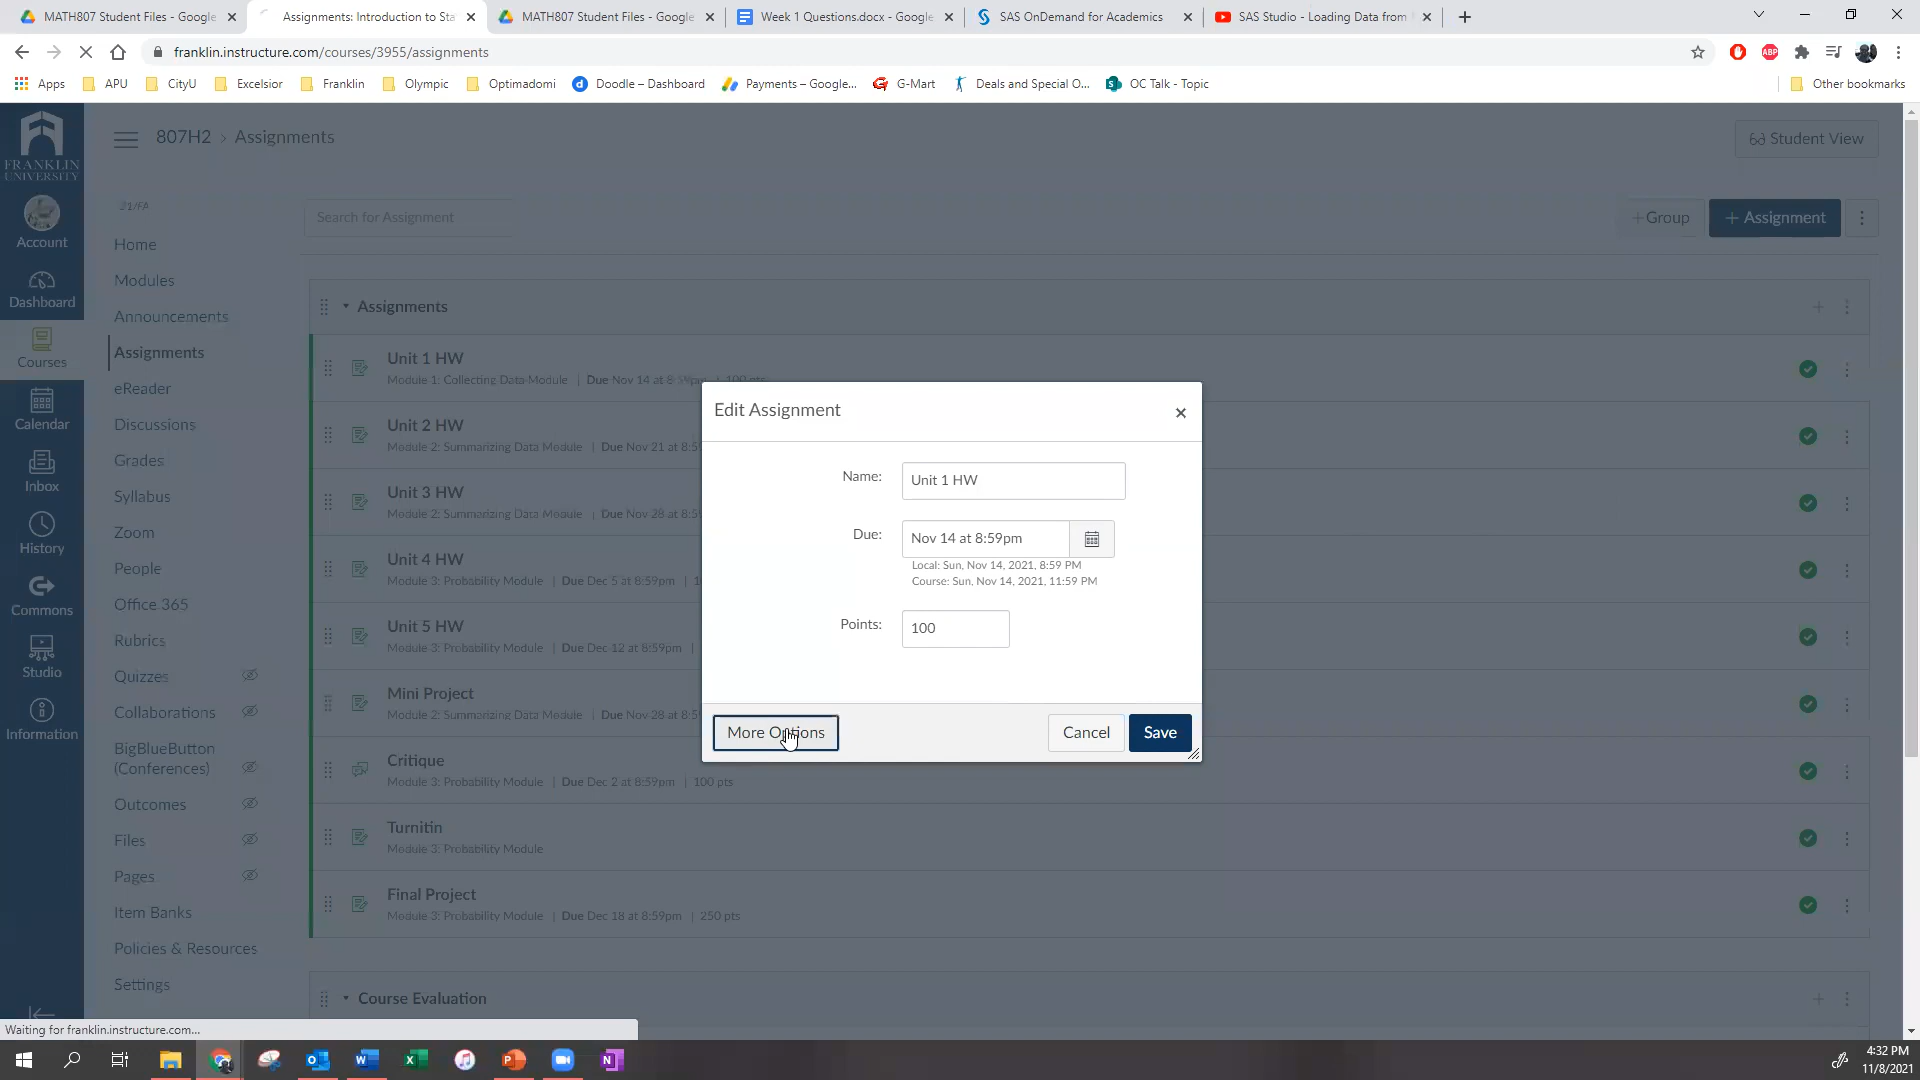 MATH807 Student Files - Google
Assignments: Introduction to Sta
MATH807 Student Files - Google
Week 1 Questions.docx - Google
SAS OnDemand for Academics
SAS Studio - Loading Data from
franklin.instructure.com/courses/3955/assignments
Apps
APU
CityU
Excelsior
Franklin
Olympic
Optimadomi
Doodle – Dashboard
Payments – Google...
G-Mart
Deals and Special O...
OC Talk - Topic
Other bookmarks
FRANKLIN
UNIVERSITY
Account
Dashboard
Courses
Calendar
Inbox
History
Commons
Studio
Information
807H2 › Assignments
Student View
21/FA
Home
Modules
Announcements
Assignments
eReader
Discussions
Grades
Syllabus
Zoom
People
Office 365
Rubrics
Quizzes
Collaborations
BigBlueButton
(Conferences)
Outcomes
Files
Pages
Item Banks
Policies & Resources
Settings
Search for Assignment
+Group
+ Assignment
Assignments
Unit 1 HW
Module 1: Collecting Data Module | Due Nov 14 at 8:59pm | 100 pts
Unit 2 HW
Module 2: Summarizing Data Module | Due Nov 21 at 8:5
Unit 3 HW
Module 2: Summarizing Data Module | Due Nov 28 at 8:5
Unit 4 HW
Module 3: Probability Module | Due Dec 5 at 8:59pm | 1
Unit 5 HW
Module 3: Probability Module | Due Dec 12 at 8:59pm |
Mini Project
Module 2: Summarizing Data Module | Due Nov 28 at 8:5
Critique
Module 3: Probability Module | Due Dec 2 at 8:59pm | 100 pts
Turnitin
Module 3: Probability Module
Final Project
Module 3: Probability Module | Due Dec 18 at 8:59pm | 250 pts
Course Evaluation
Edit Assignment
Name: Unit 1 HW
Due: Nov 14 at 8:59pm
Local: Sun, Nov 14, 2021, 8:59 PM
Course: Sun, Nov 14, 2021, 11:59 PM
Points: 100
More Options
Cancel
Save
Waiting for franklin.instructure.com...
4:32 PM
11/8/2021